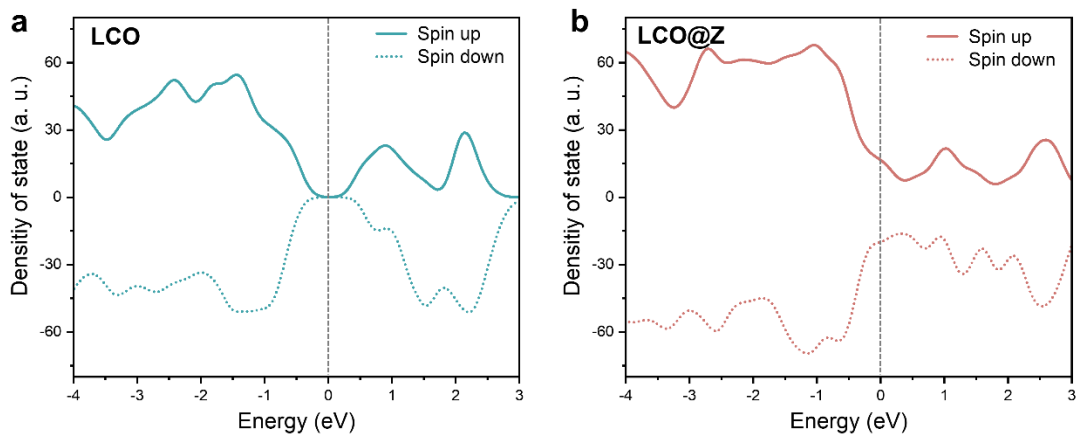 a
LCO
Spin up
Spin down
Densitiy of state (a. u.)
60
30
0
-30
-60
-4
-3
-2
-1
0
1
2
3
Energy (eV)
b
LCO@Z
Spin up
Spin down
Densitiy of state (a. u.)
60
30
0
-30
-60
-4
-3
-2
-1
0
1
2
3
Energy (eV)